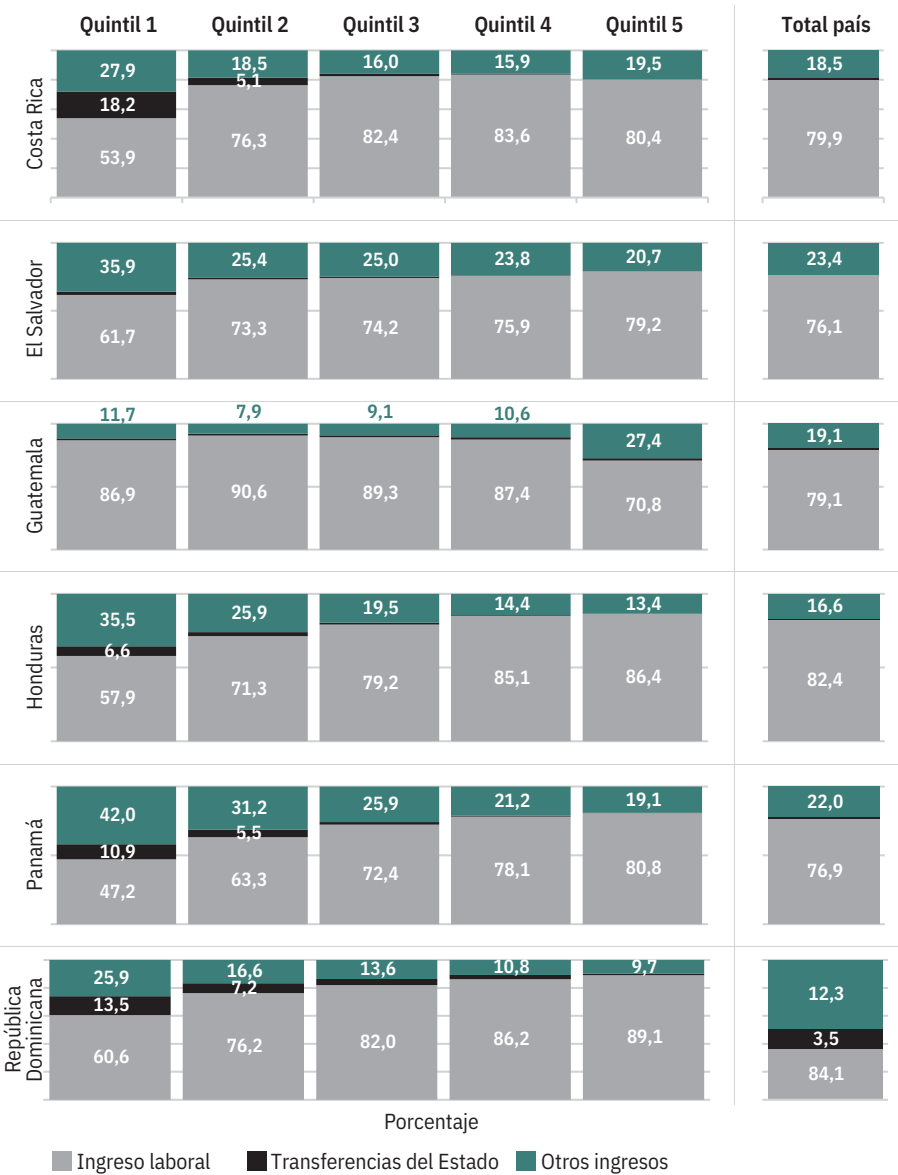 Quintil 1 Quintil 2 Quintil 3 Quintil 4 Quintil 5 Total país
Costa Rica
27,9 18,5 16,0 15,9 19,5 18,5
18,2 5,1
53,9 76,3 82,4 83,6 80,4 79,9
El Salvador
35,9 25,4 25,0 23,8 20,7 23,4
61,7 73,3 74,2 75,9 79,2 76,1
Guatemala
11,7 7,9 9,1 10,6 27,4 19,1
86,9 90,6 89,3 87,4 70,8 79,1
Honduras
35,5 25,9 19,5 14,4 13,4 16,6
6,6
57,9 71,3 79,2 85,1 86,4 82,4
Panamá
42,0 31,2 25,9 21,2 19,1 22,0
10,9 5,5
47,2 63,3 72,4 78,1 80,8 76,9
República
Dominicana
25,9 16,6 13,6 10,8 9,7 12,3
13,5 7,2 3,5
60,6 76,2 82,0 86,2 89,1 84,1
Porcentaje
Ingreso laboral Transferencias del Estado Otros ingresos